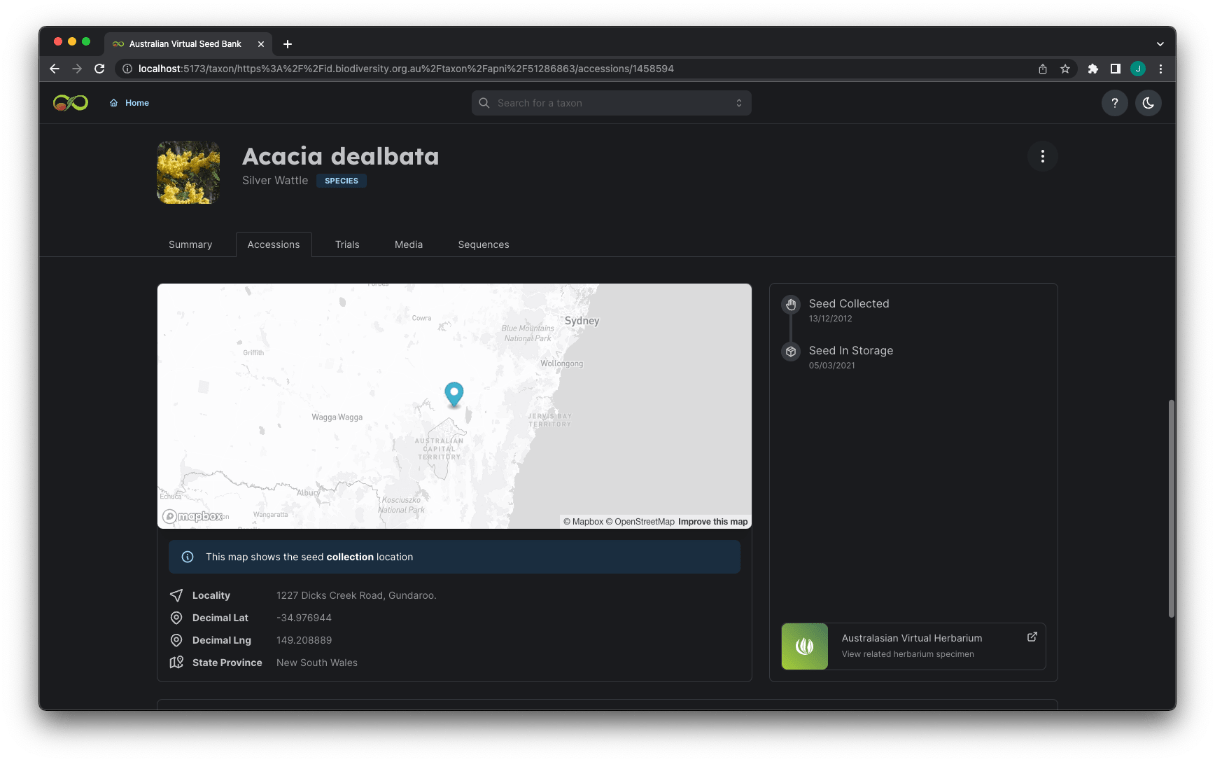 Australian Virtual Seed Bank
localhost:5173/taxon/https%3A%2F%2Fid.biodiversity.org.au%2Ftaxon%2Fapni%2F51286863/accessions/1458594
J
Home
Search for a taxon
?
Acacia dealbata
Silver Wattle SPECIES
Summary Accessions Trials Media Sequences
Forbes
Cowra
Sydney
Blue Mountains
National Park
Griffith
Wollongong
Wagga Wagga
JERVIS BAY
TERRITORY
AUSTRALIAN
CAPITAL
TERRITORY
Echuca
Albury
Kosciuszko
National Park
Wangaratta
mapbox
© Mapbox © OpenStreetMap Improve this map
This map shows the seed collection location
Locality 1227 Dicks Creek Road, Gundaroo.
Decimal Lat -34.976944
Decimal Lng 149.208889
State Province New South Wales
Seed Collected
13/12/2012
Seed In Storage
05/03/2021
Australasian Virtual Herbarium
View related herbarium specimen